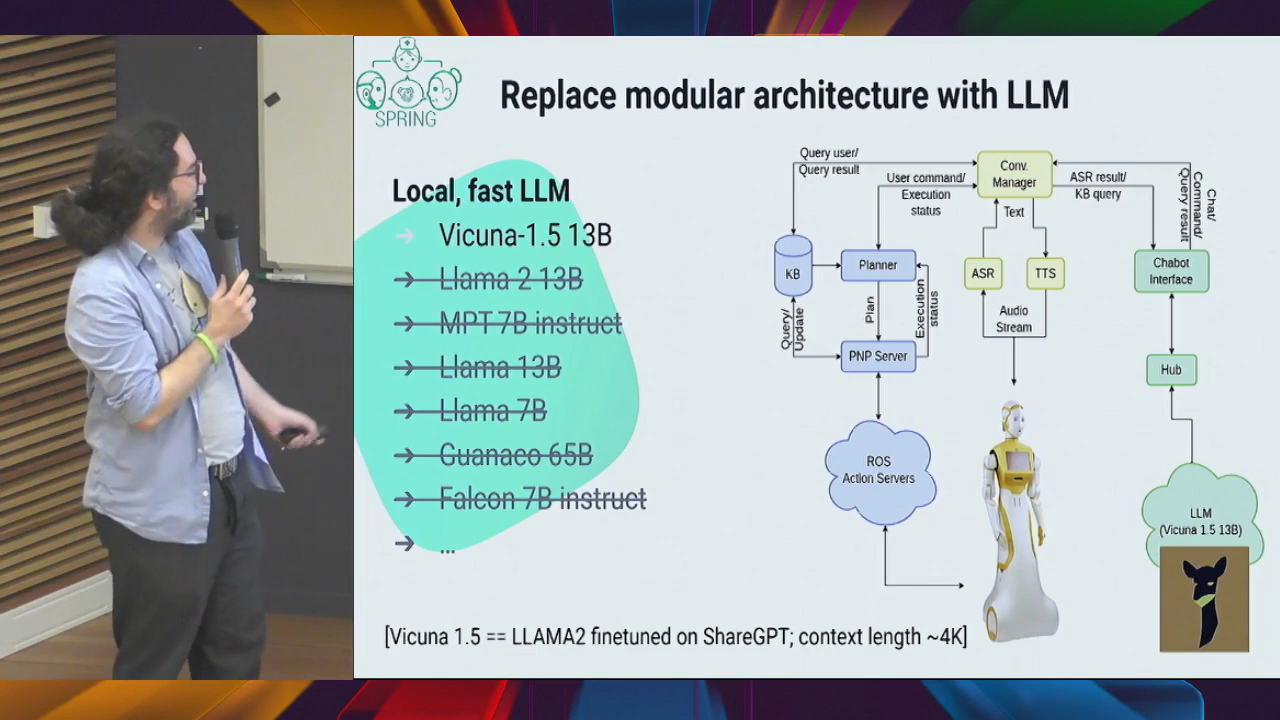 SPRING
Replace modular architecture with LLM
Local, fast LLM
➔ Vicuna-1.5 13B
➔ Llama 2 13B
➔ MPT 7B instruct
➔ Llama 13B
➔ Llama 7B
➔ Guanaco 65B
➔ Falcon 7B instruct
➔ ...
[Vicuna 1.5 == LLAMA2 finetuned on ShareGPT; context length ~4K]
Query user/
Query result
User command/
Execution
status
Conv.
Manager
ASR result/
KB query
Chat/
Command/
Query result
Text
KB
Planner
ASR
TTS
Chabot
Interface
Query/
Update
Plan
Execution
status
Audio
Stream
PNP Server
Hub
ROS
Action Servers
LLM
(Vicuna 1.5 13B)